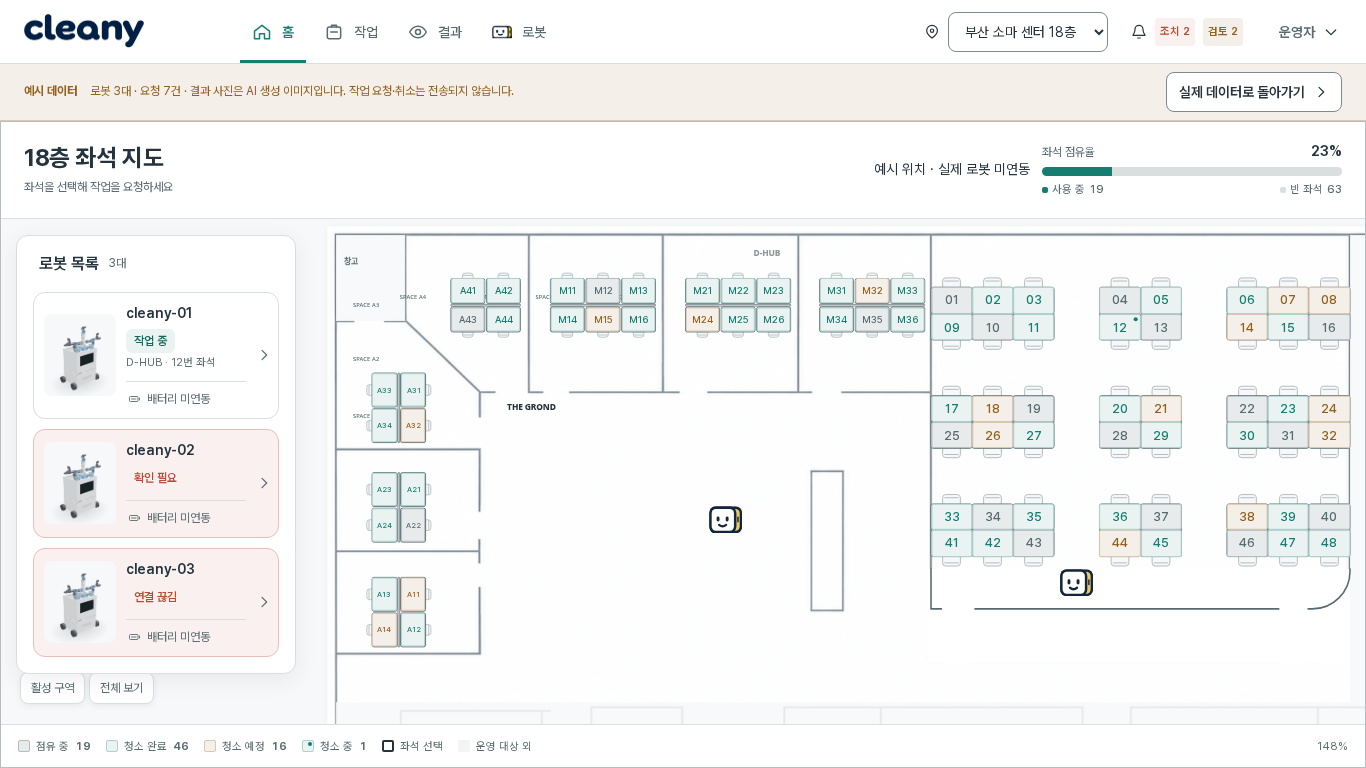 cleany
홈
작업
결과
로봇
부산 소마 센터 18층
조치 2
검토 2
운영자
예시 데이터 로봇 3대 · 요청 7건 · 결과 사진은 AI 생성 이미지입니다. 작업 요청·취소는 전송되지 않습니다.
실제 데이터로 돌아가기
18층 좌석 지도
좌석을 선택해 작업을 요청하세요
예시 위치 · 실제 로봇 미연동
좌석 점유율 23%
사용 중 19
빈 좌석 63
로봇 목록 3대
cleany-01
작업 중
D-HUB · 12번 좌석
배터리 미연동
cleany-02
확인 필요
배터리 미연동
cleany-03
연결 끊김
배터리 미연동
활성 구역
전체 보기
창고
SPACE A3
SPACE A4
A41 A42
A43 A44
SPAC
M11 M12 M13
M14 M15 M16
D-HUB
M21 M22 M23
M24 M25 M26
M31 M32 M33
M34 M35 M36
SPACE A2
A33 A31
SPACE
A34 A32
THE GROND
A23 A21
A24 A22
A13 A11
A14 A12
01 02 03
09 10 11
04 05
12 13
06 07 08
14 15 16
17 18 19
25 26 27
20 21
28 29
22 23 24
30 31 32
33 34 35
41 42 43
36 37
44 45
38 39 40
46 47 48
점유 중 19
청소 완료 46
청소 예정 16
청소 중 1
좌석 선택
운영 대상 외
148%